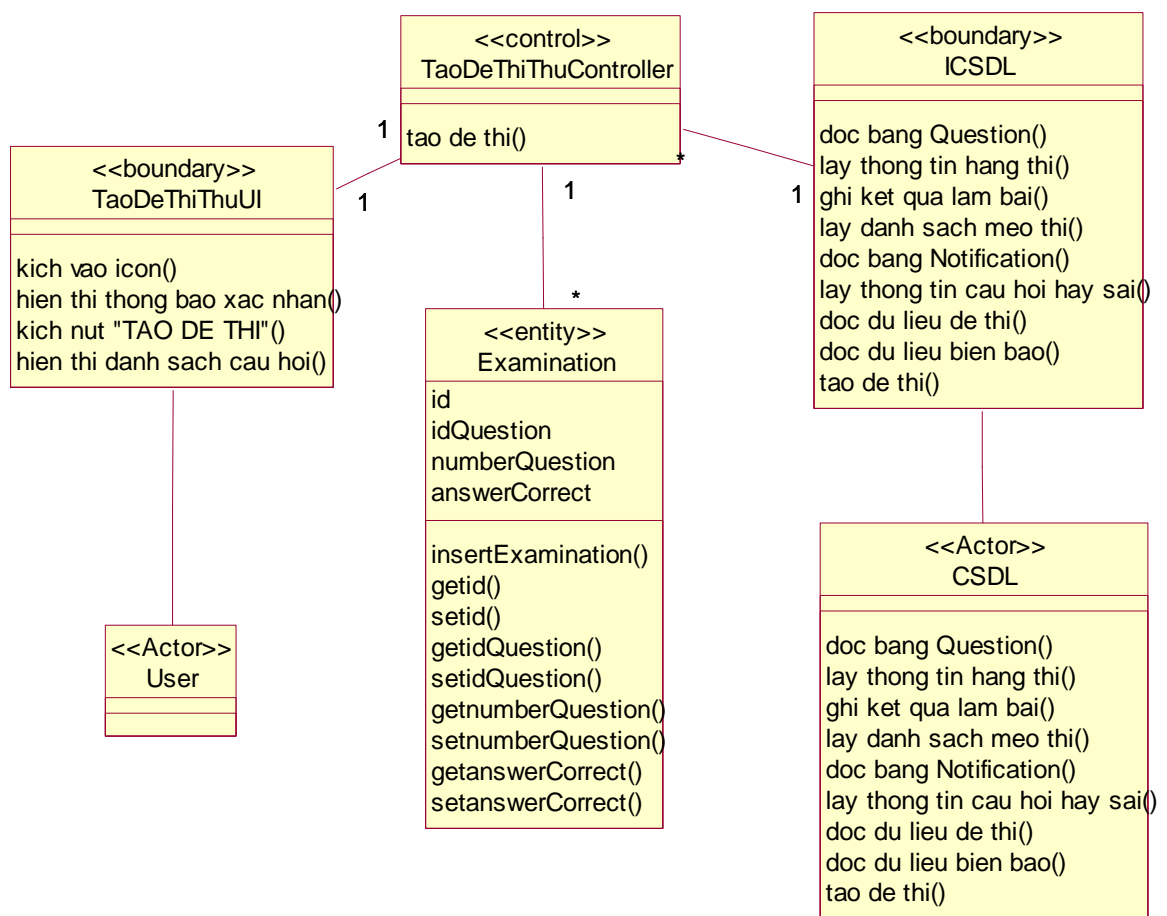 <<control>>
TaoDeThiThuController
tao de thi()
<<boundary>>
ICSDL
doc bang Question()
lay thong tin hang thi()
ghi ket qua lam bai()
lay danh sach meo thi()
doc bang Notification()
lay thong tin cau hoi hay sai()
doc du lieu de thi()
doc du lieu bien bao()
tao de thi()
1
1
*
1
1
*
<<boundary>>
TaoDeThiThuUI
kich vao icon()
hien thi thong bao xac nhan()
kich nut "TAO DE THI"()
hien thi danh sach cau hoi()
<<entity>>
Examination
id
idQuestion
numberQuestion
answerCorrect
insertExamination()
getid()
setid()
getidQuestion()
setidQuestion()
getnumberQuestion()
setnumberQuestion()
getanswerCorrect()
setanswerCorrect()
<<Actor>>
User
<<Actor>>
CSDL
doc bang Question()
lay thong tin hang thi()
ghi ket qua lam bai()
lay danh sach meo thi()
doc bang Notification()
lay thong tin cau hoi hay sai()
doc du lieu de thi()
doc du lieu bien bao()
tao de thi()